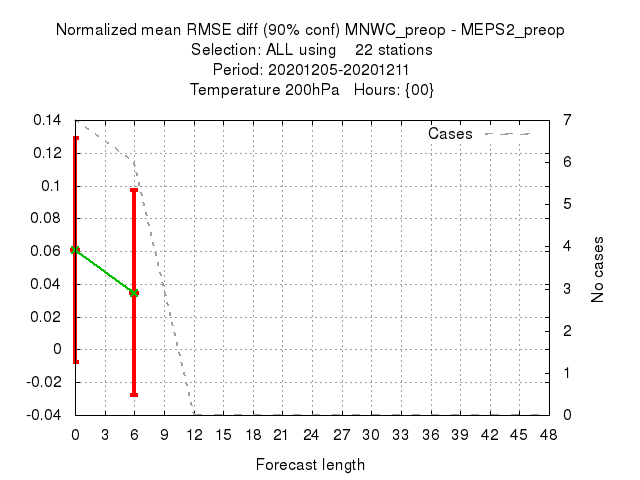 Normalized mean RMSE diff (90% conf) MNWC_preop - MEPS2_preop
Selection: ALL using 22 stations
Period: 20201205-20201211
Temperature 200hPa Hours: {00}
Cases
0.14
0.12
0.1
0.08
0.06
0.04
0.02
0
-0.02
-0.04
7
6
5
4
3
2
1
0
No cases
0 3 6 9 12 15 18 21 24 27 30 33 36 39 42 45 48
Forecast length